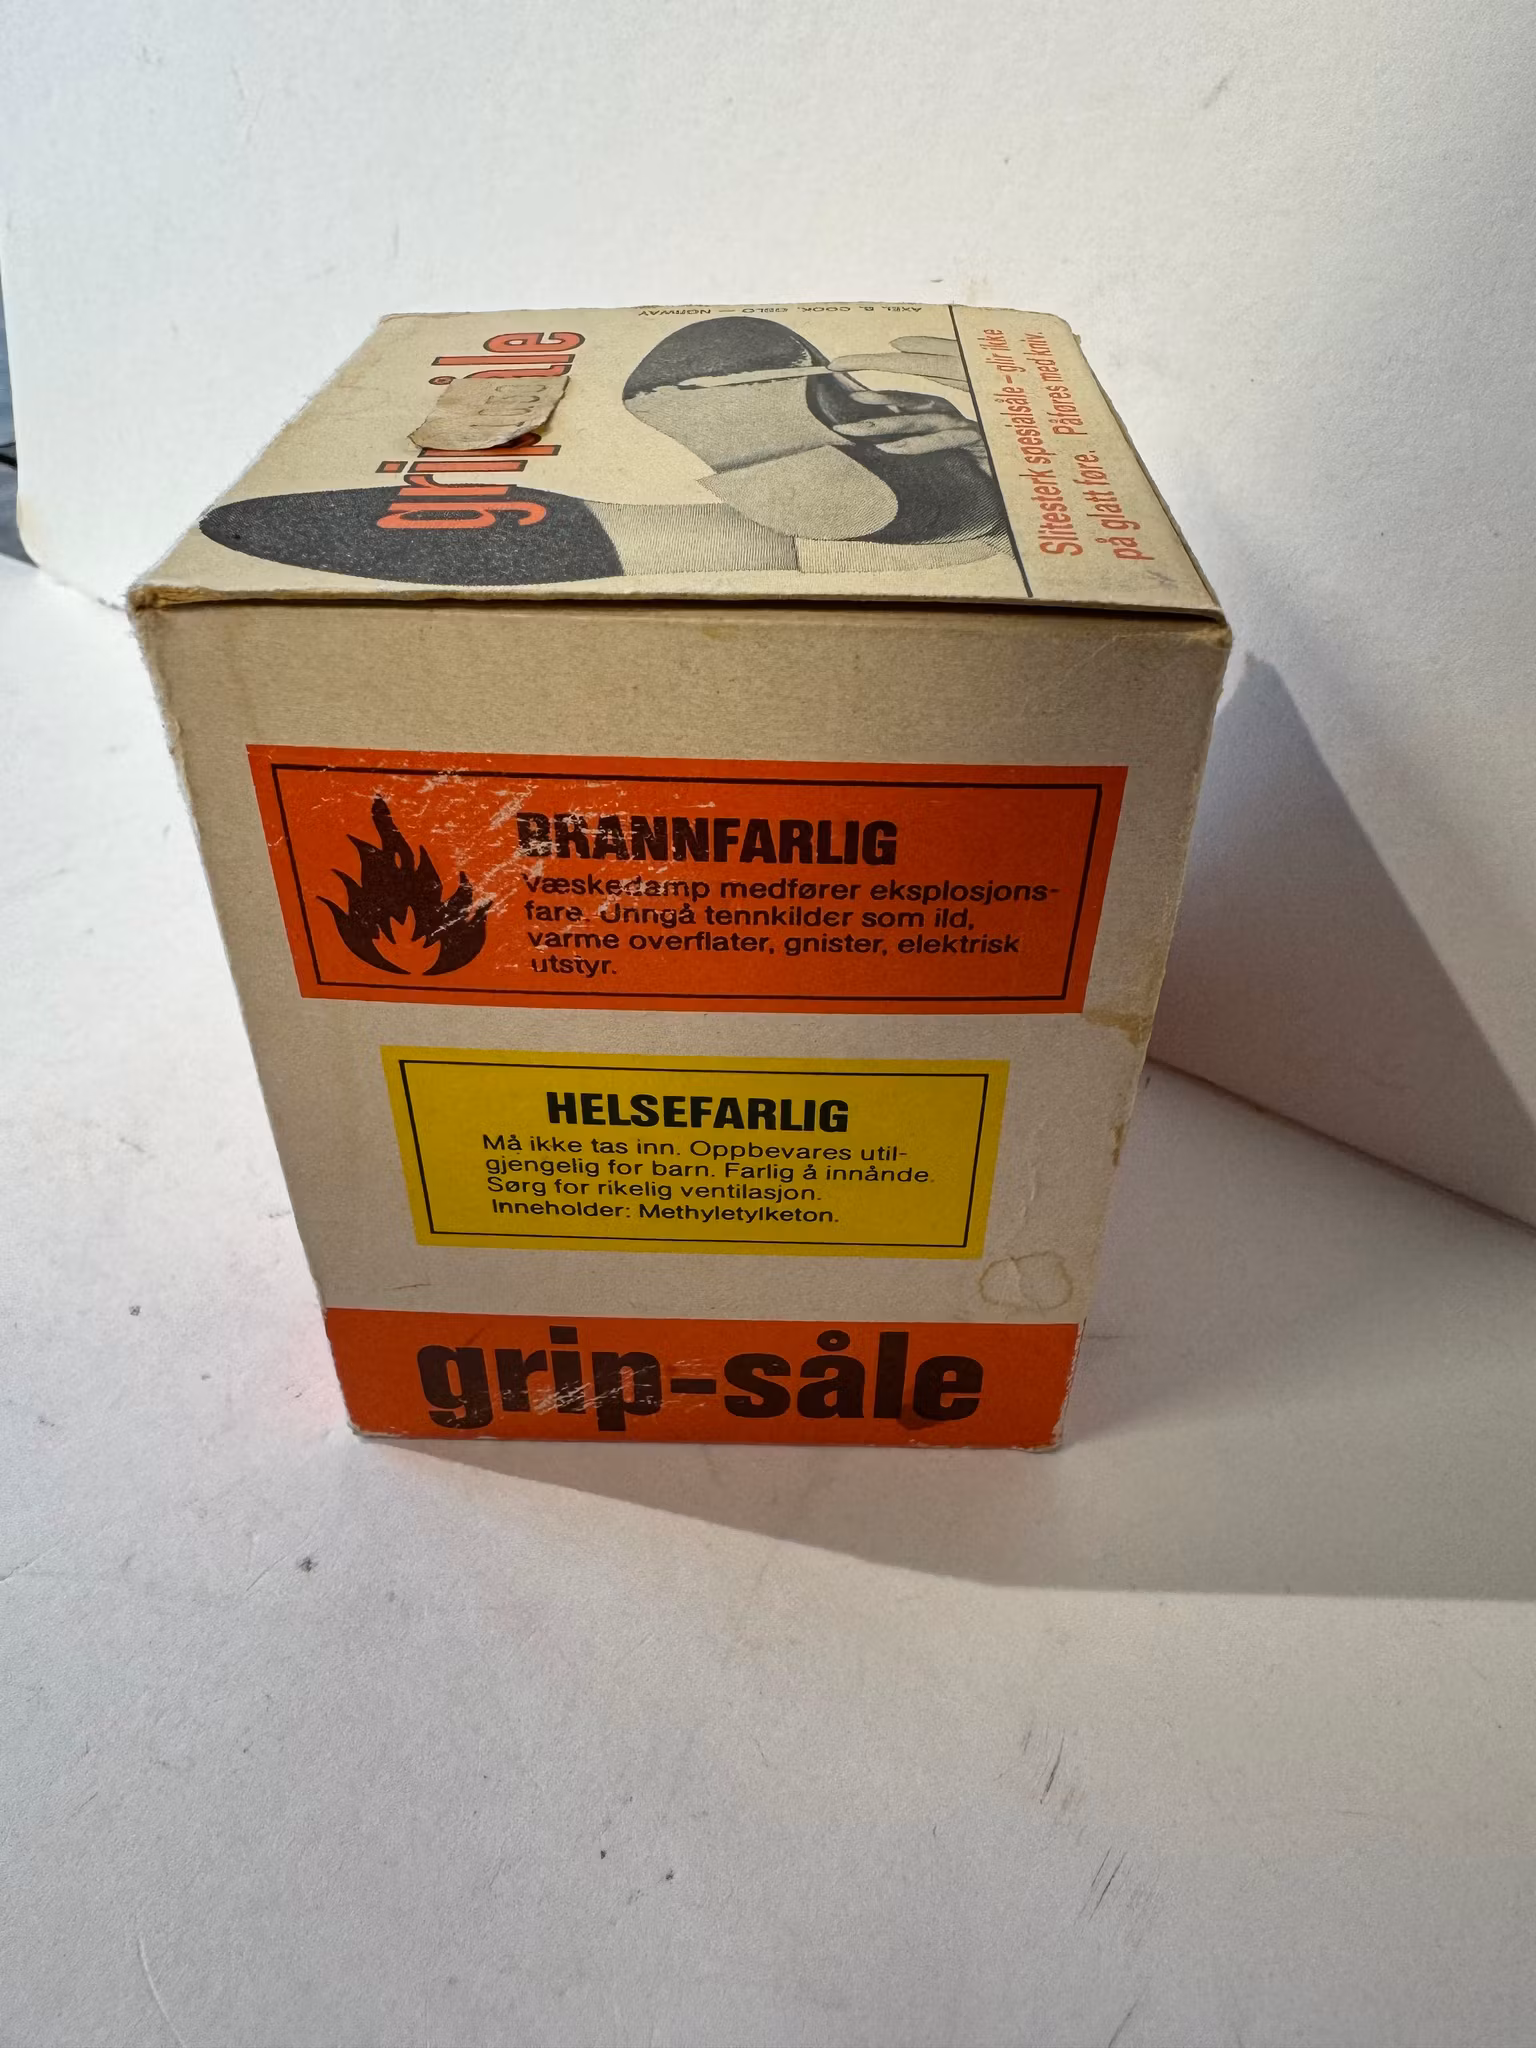 grip-såle
AXEL B. COOK, OSLO — NORWAY
Slitesterk spesialsåle – glir ikke
på glatt føre. Påføres med kniv.
BRANNFARLIG
Væskedamp medfører eksplosjons-
fare. Unngå tennkilder som ild,
varme overflater, gnister, elektrisk
utstyr.
HELSEFARLIG
Må ikke tas inn. Oppbevares util-
gjengelig for barn. Farlig å innånde.
Sørg for rikelig ventilasjon.
Inneholder: Methyletylketon.
grip-såle